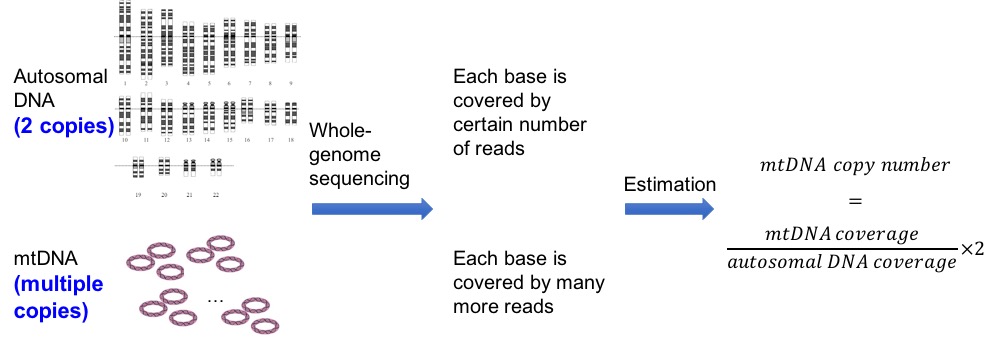 1 2 3 4 5 6 7 8 9
Autosomal
DNA
(2 copies)
10 11 12 13 14 15 16 17 18
19 20 21 22
mtDNA
(multiple
copies)
...
Whole-
genome
sequencing
Each base is
covered by
certain number
of reads
Each base is
covered by many
more reads
Estimation
mtDNA copy number
=
mtDNA coverage
autosomal DNA coverage ×2